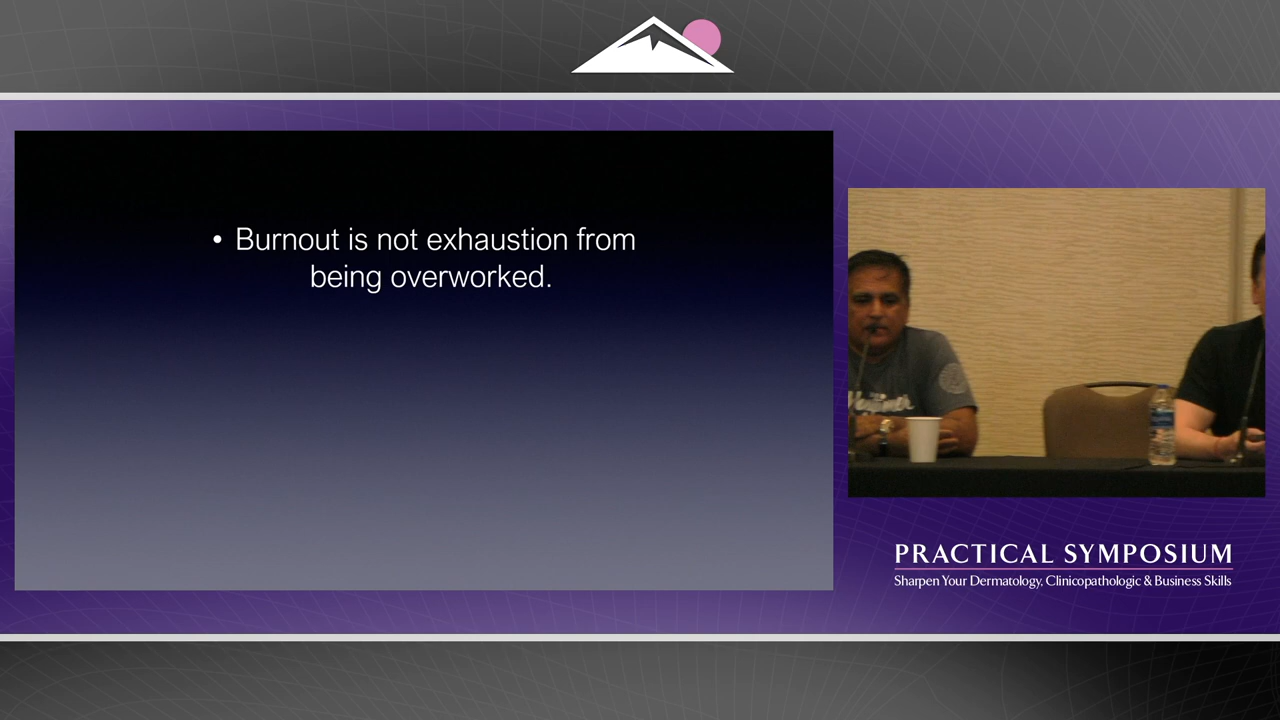 • Burnout is not exhaustion from
being overworked.
PRACTICAL SYMPOSIUM
Sharpen Your Dermatology, Clinicopathologic & Business Skills